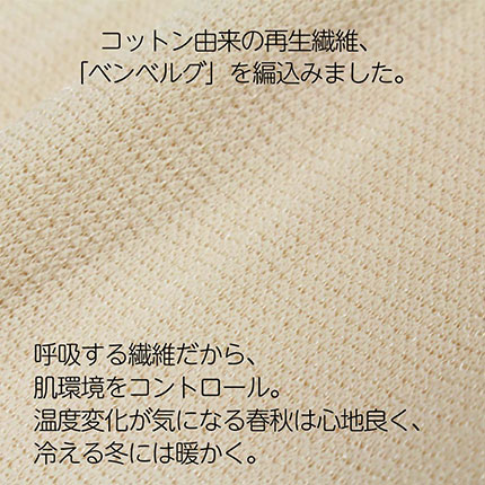 コットン由来の再生繊維、
「ベンベルグ」を編込みました。
呼吸する繊維だから、
肌環境をコントロール。
温度変化が気になる春秋は心地良く、
冷える冬には暖かく。